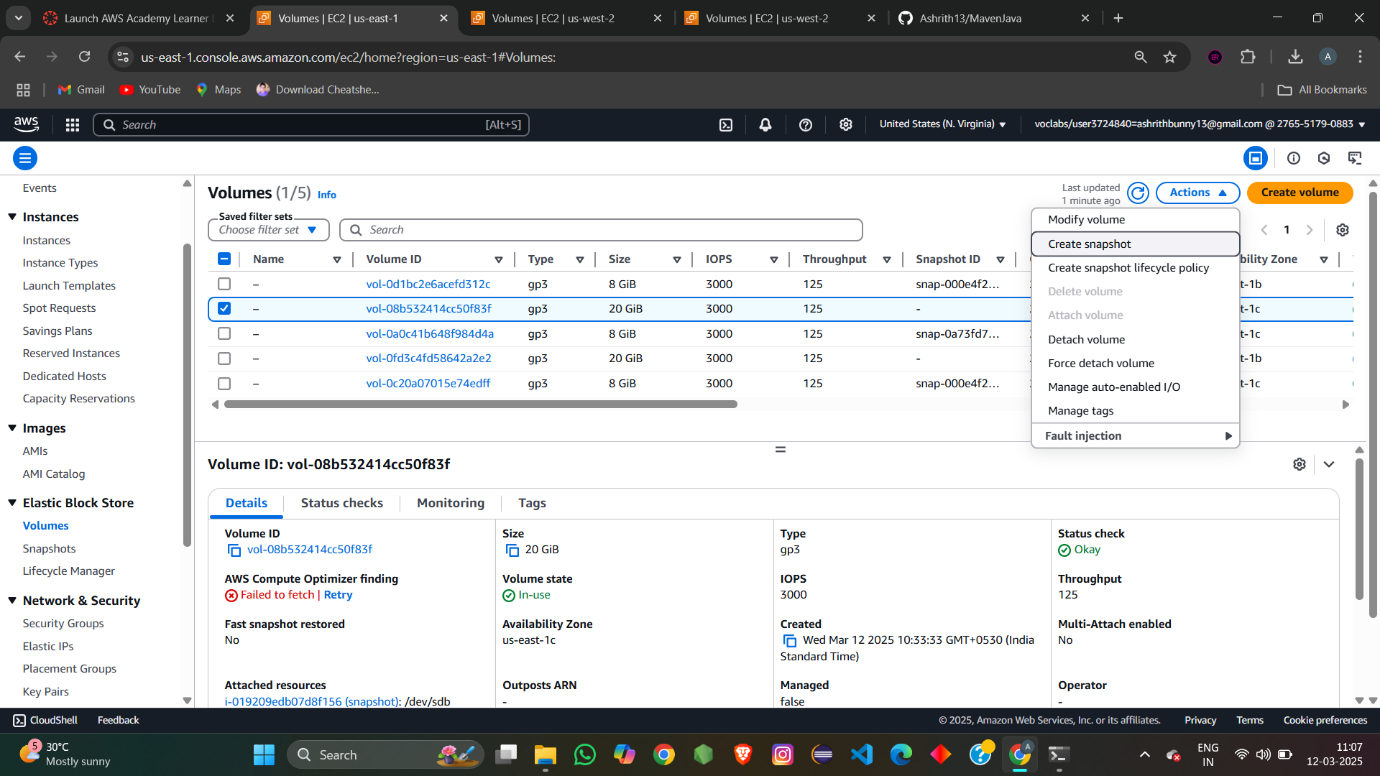 Launch AWS Academy Learner
Volumes | EC2 | us-east-1
Volumes | EC2 | us-west-2
Volumes | EC2 | us-west-2
Ashrith13/MavenJava
us-east-1.console.aws.amazon.com/ec2/home?region=us-east-1#Volumes:
A
Gmail
YouTube
Maps
Download Cheatshe...
All Bookmarks
aws
Search
[Alt+S]
United States (N. Virginia)
voclabs/user3724840=ashrithbunny13@gmail.com @ 2765-5179-0883
Events
Instances
Instances
Instance Types
Launch Templates
Spot Requests
Savings Plans
Reserved Instances
Dedicated Hosts
Capacity Reservations
Images
AMIs
AMI Catalog
Elastic Block Store
Volumes
Snapshots
Lifecycle Manager
Network & Security
Security Groups
Elastic IPs
Placement Groups
Key Pairs
Volumes (1/5) Info
Last updated
1 minute ago
Actions
Create volume
Saved filter sets
Choose filter set
Search
1
Name Volume ID Type Size IOPS Throughput Snapshot ID bility Zone
– vol-0d1bc2e6acefd312c gp3 8 GiB 3000 125 snap-000e4f2... t-1b
– vol-08b532414cc50f83f gp3 20 GiB 3000 125 - t-1c
– vol-0a0c41b648f984d4a gp3 8 GiB 3000 125 snap-0a73fd7... t-1c
– vol-0fd3c4fd58642a2e2 gp3 20 GiB 3000 125 - t-1b
– vol-0c20a07015e74edff gp3 8 GiB 3000 125 snap-000e4f2... t-1c
Modify volume
Create snapshot
Create snapshot lifecycle policy
Delete volume
Attach volume
Detach volume
Force detach volume
Manage auto-enabled I/O
Manage tags
Fault injection
Volume ID: vol-08b532414cc50f83f
Details
Status checks
Monitoring
Tags
Volume ID
vol-08b532414cc50f83f
Size
20 GiB
Type
gp3
Status check
Okay
AWS Compute Optimizer finding
Failed to fetch | Retry
Volume state
In-use
IOPS
3000
Throughput
125
Fast snapshot restored
No
Availability Zone
us-east-1c
Created
Wed Mar 12 2025 10:33:33 GMT+0530 (India
Standard Time)
Multi-Attach enabled
No
Attached resources
i-019209edb07d8f156 (snapshot): /dev/sdb
Outposts ARN
-
Managed
false
Operator
-
CloudShell
Feedback
© 2025, Amazon Web Services, Inc. or its affiliates.
Privacy
Terms
Cookie preferences
5
30°C
Mostly sunny
Search
A
ENG
IN
11:07
12-03-2025